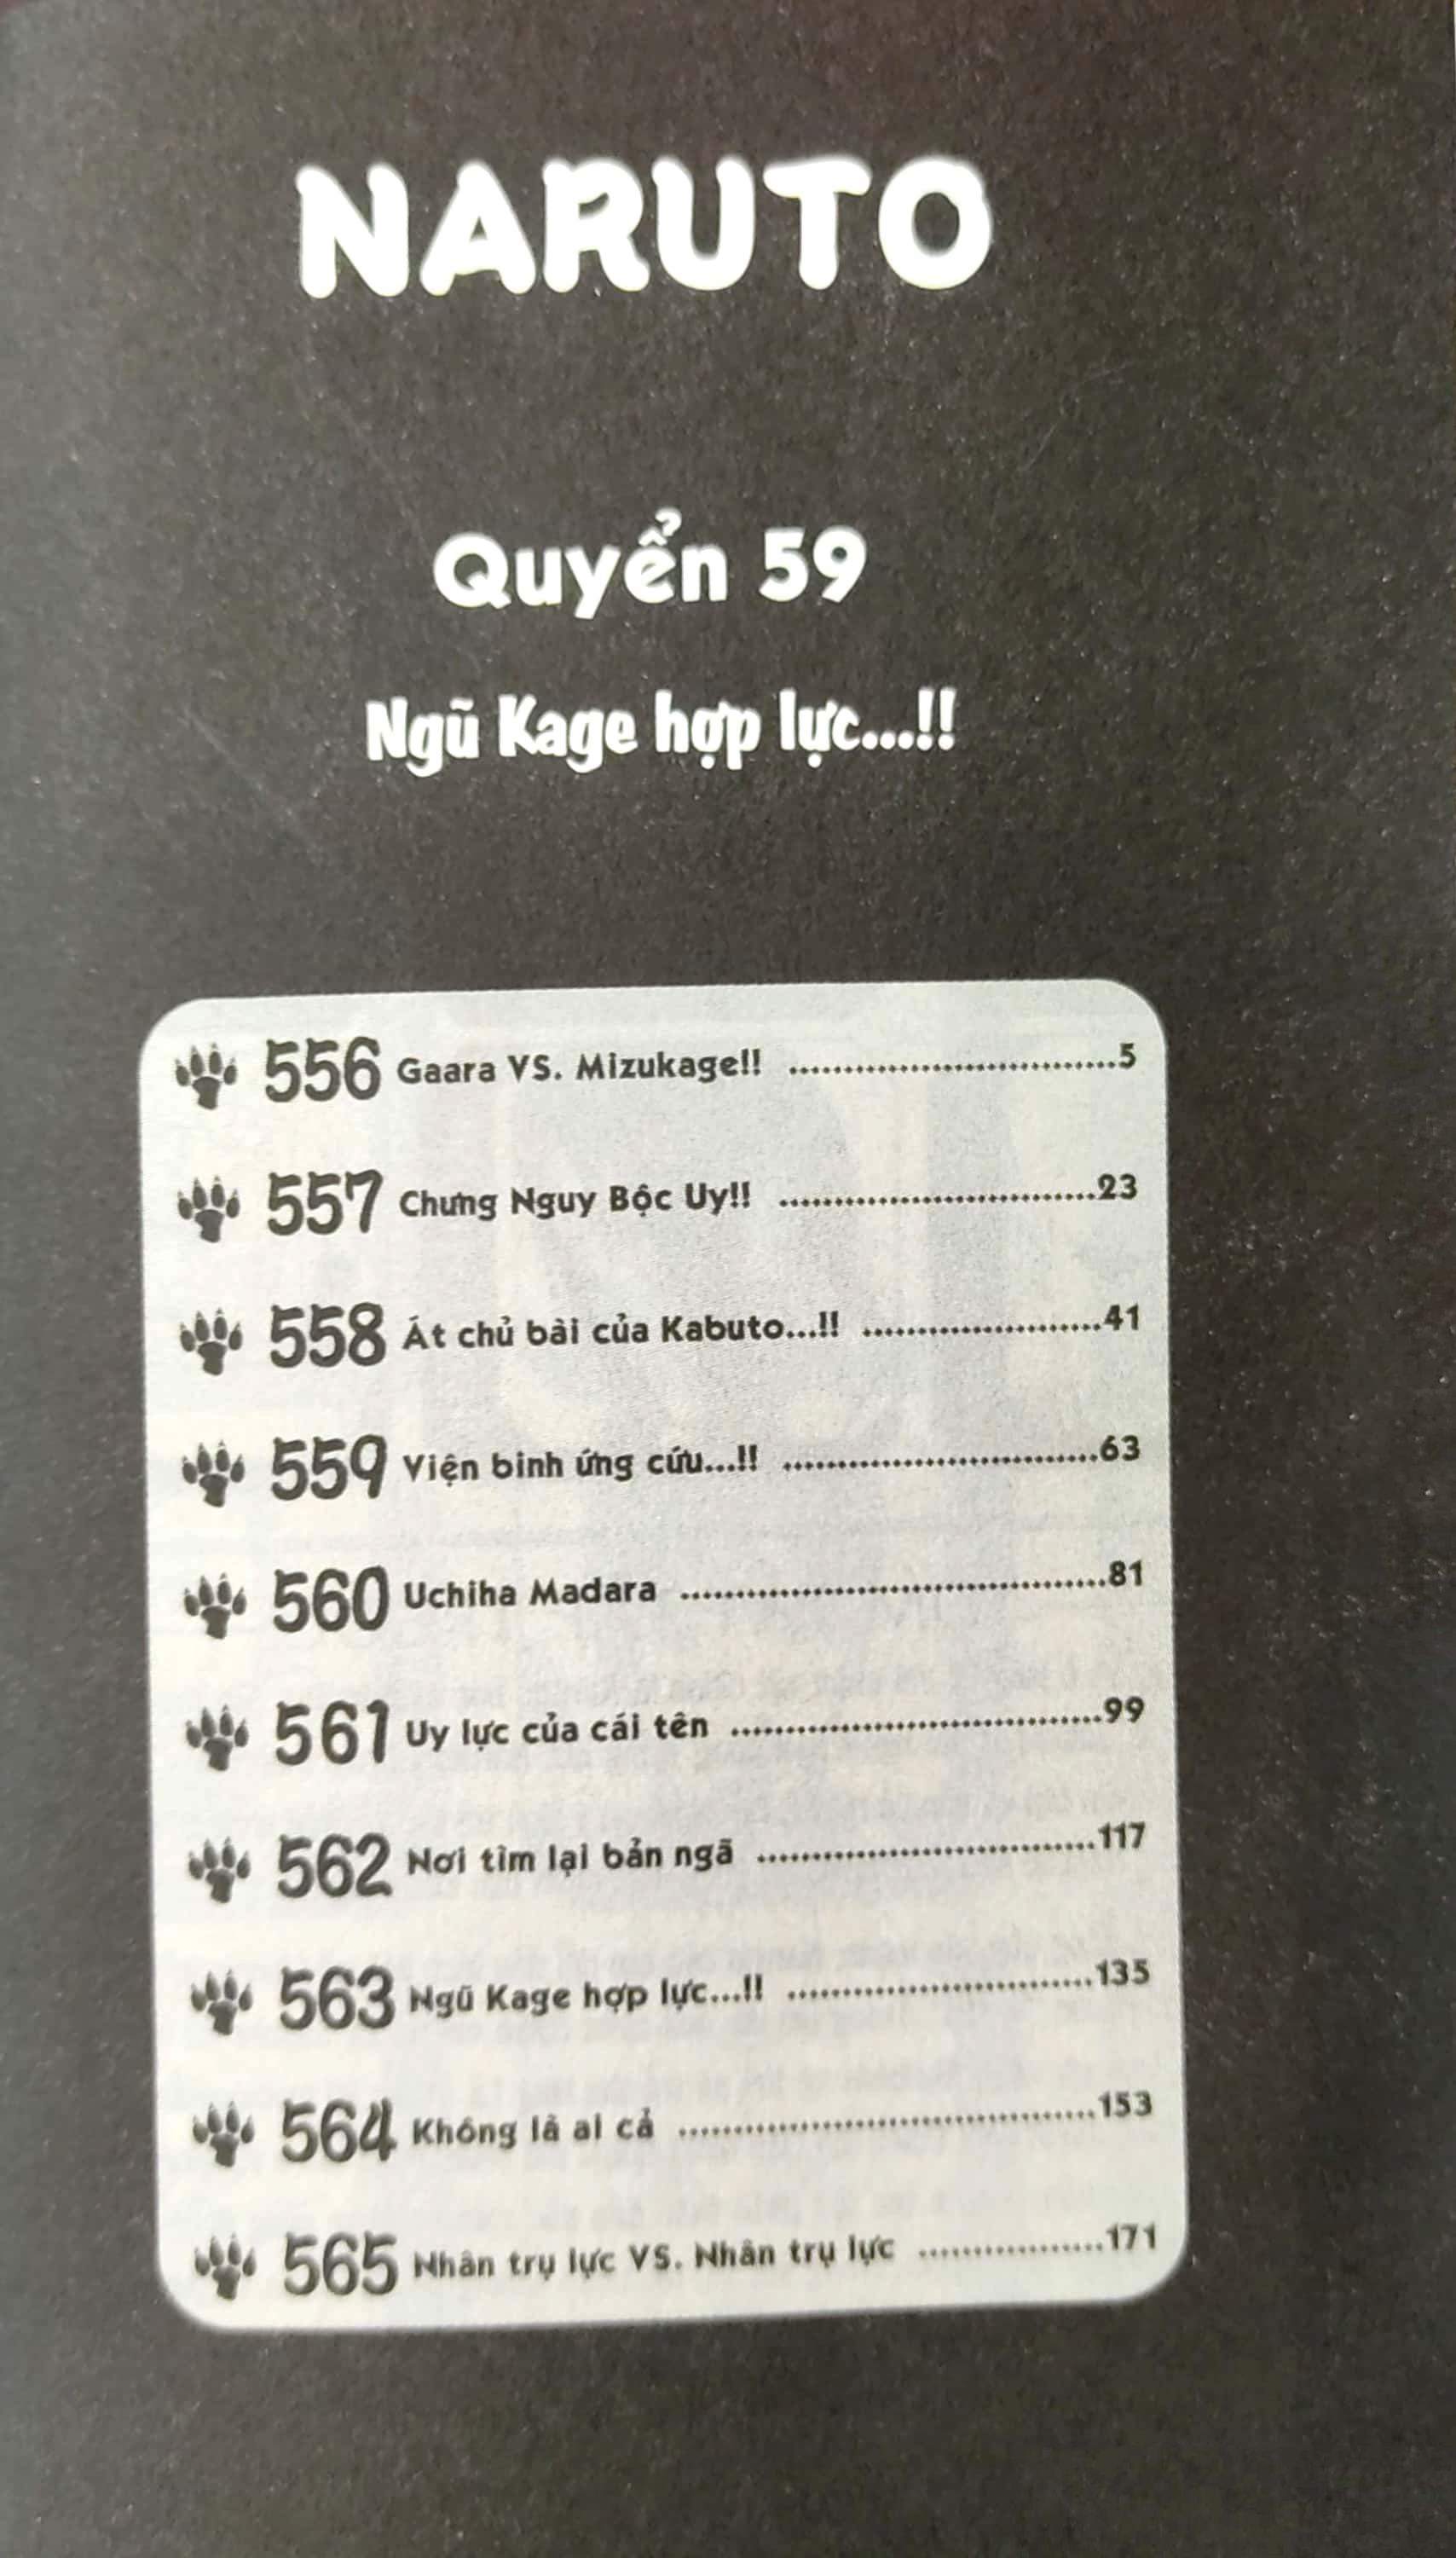 NARUTO
Quyển 59
Ngũ Kage hợp lực...!!
556 Gaara VS. Mizukage!! ..............................5
557 Chưng Nguy Bộc Uy!! ..............................23
558 Át chủ bài của Kabuto...!! ......................41
559 Viện binh ứng cứu...!! .............................63
560 Uchiha Madara .......................................81
561 Uy lực của cái tên ..................................99
562 Nơi tìm lại bản ngã ...............................117
563 Ngũ Kage hợp lực...!! ............................135
564 Không là ai cả ......................................153
565 Nhân trụ lực VS. Nhân trụ lực .................171